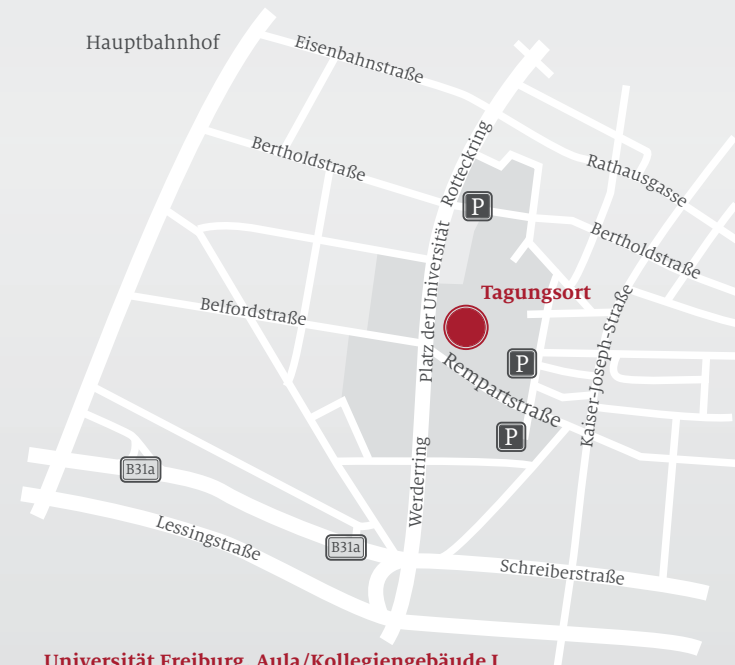 Hauptbahnhof
Eisenbahnstraße
Bertholdstraße
Rotteckring
Rathausgasse
P
Bertholdstraße
Platz der Universität
Tagungsort
Belfordstraße
Kaiser-Joseph-Straße
P
Rempartstraße
P
Werderring
B31a
Lessingstraße
B31a
Schreiberstraße
Universität Freiburg, Aula/Kollegiengebäude I